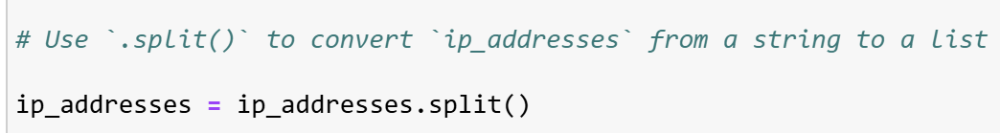 # Use `.split()` to convert `ip_addresses` from a string to a list
ip_addresses = ip_addresses.split()